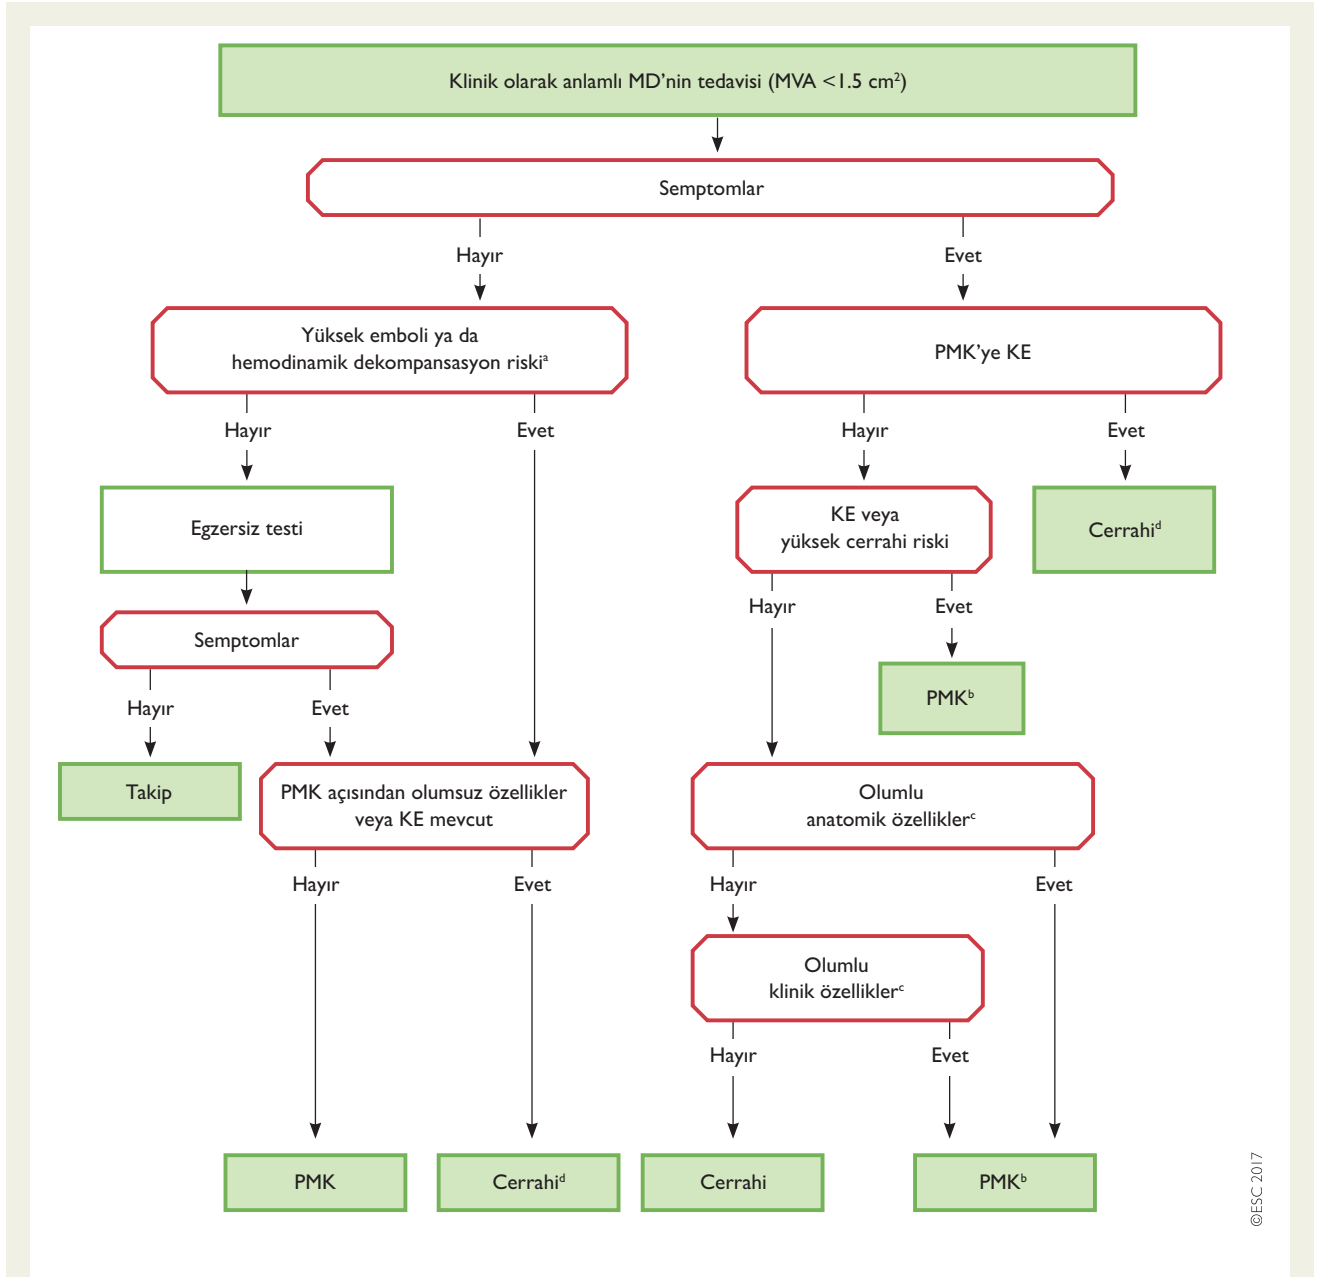 Klinik olarak anlamlı MD’nin tedavisi (MVA <1.5 cm²)
Semptomlar
Hayır
Evet
Yüksek emboli ya da
hemodinamik dekompansasyon riskiᵃ
PMK’ye KE
Hayır
Evet
Hayır
Evet
Egzersiz testi
KE veya
yüksek cerrahi riski
Cerrahiᵈ
Hayır
Evet
Semptomlar
PMKᵇ
Hayır
Evet
Takip
PMK açısından olumsuz özellikler
veya KE mevcut
Olumlu
anatomik özelliklerᶜ
Hayır
Evet
Hayır
Evet
Olumlu
klinik özelliklerᶜ
Hayır
Evet
PMK
Cerrahiᵈ
Cerrahi
PMKᵇ
©ESC 2017